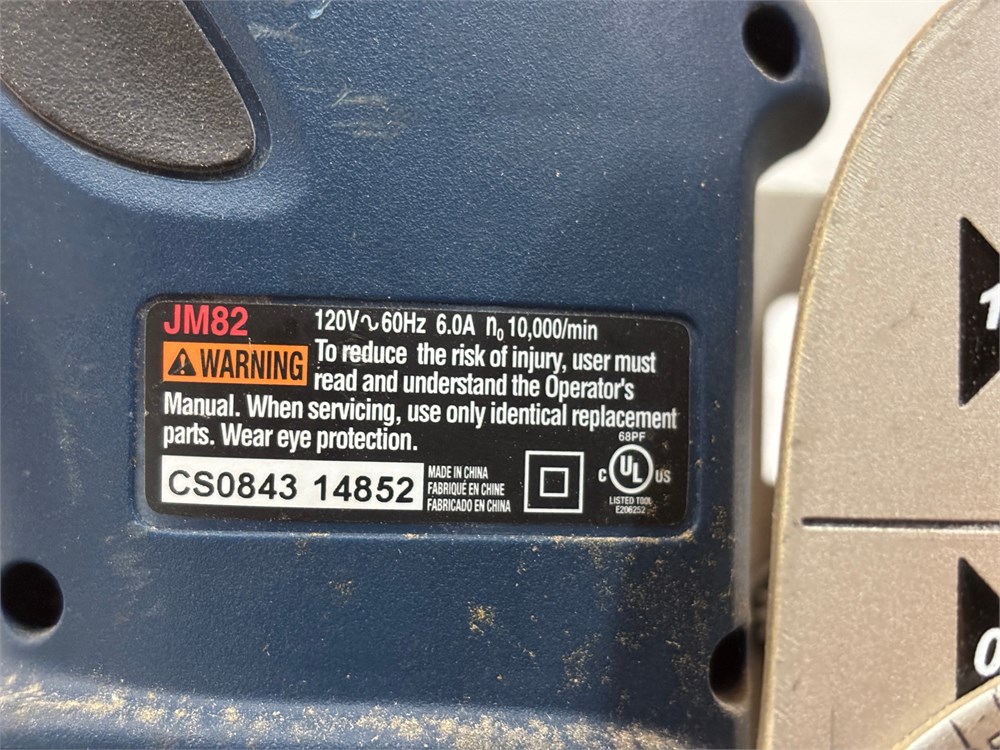 JM82 120V∿60Hz 6.0A n₀ 10,000/min
WARNING To reduce the risk of injury, user must
read and understand the Operator's
Manual. When servicing, use only identical replacement
parts. Wear eye protection.
68PF
CS0843 14852
MADE IN CHINA
FABRIQUÉ EN CHINE
FABRICADO EN CHINA
C UL US
LISTED TOOL
E206252
1
0